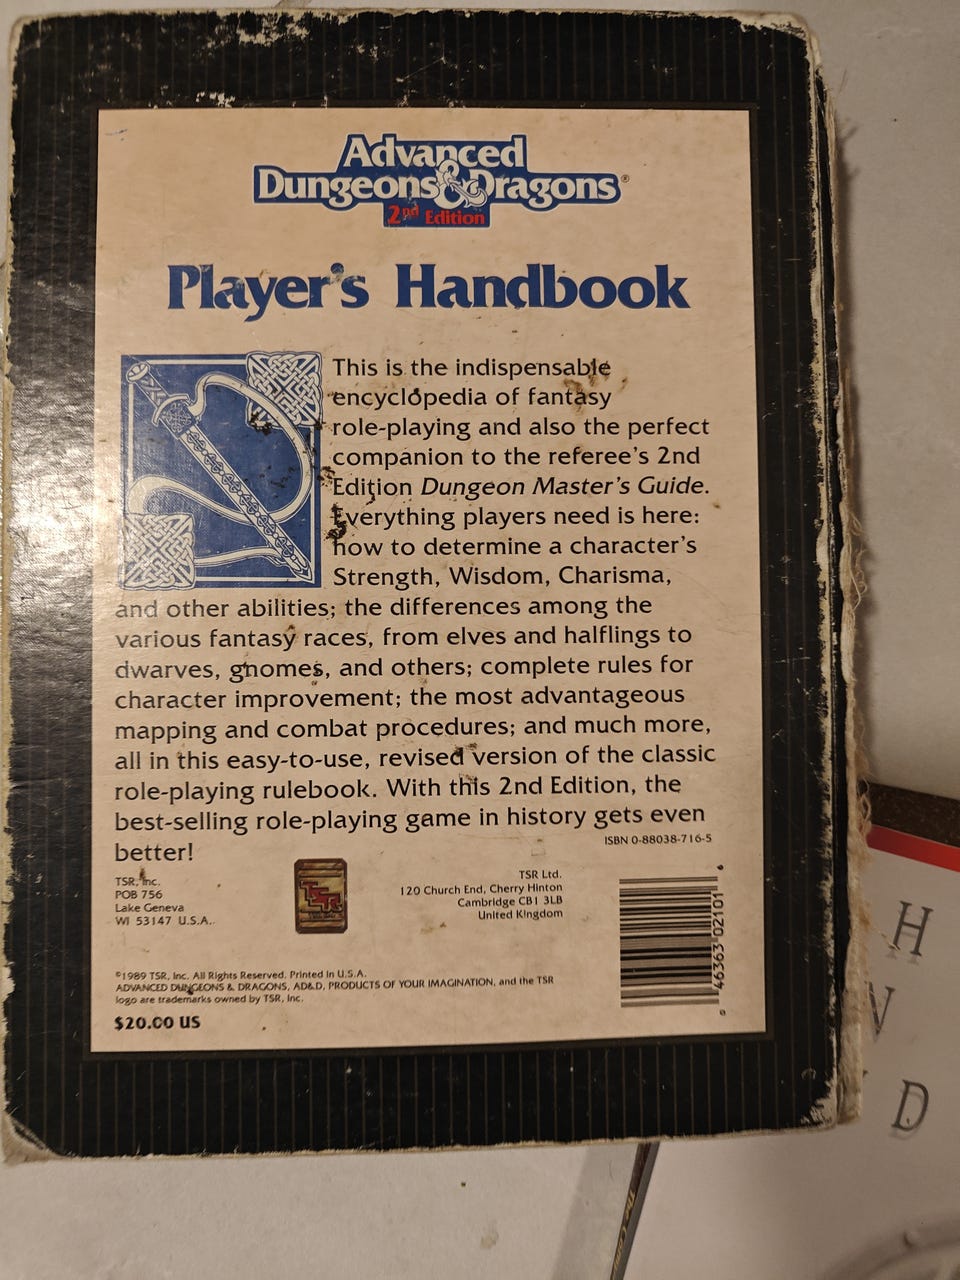 Advanced
Dungeons & Dragons®
2nd Edition
Player's Handbook
This is the indispensable
encyclopedia of fantasy
role-playing and also the perfect
companion to the referee's 2nd
Edition Dungeon Master's Guide.
Everything players need is here:
how to determine a character's
Strength, Wisdom, Charisma,
and other abilities; the differences among the
various fantasy races, from elves and halflings to
dwarves, gnomes, and others; complete rules for
character improvement; the most advantageous
mapping and combat procedures; and much more,
all in this easy-to-use, revised version of the classic
role-playing rulebook. With this 2nd Edition, the
best-selling role-playing game in history gets even
better!
ISBN 0-88038-716-5
TSR, Inc.
POB 756
Lake Geneva
WI 53147 U.S.A.
TSR
TSR Ltd.
120 Church End, Cherry Hinton
Cambridge CB1 3LB
United Kingdom
0 46363 02101 6
©1989 TSR, Inc. All Rights Reserved. Printed in U.S.A.
ADVANCED DUNGEONS & DRAGONS, AD&D, PRODUCTS OF YOUR IMAGINATION, and the TSR
logo are trademarks owned by TSR, Inc.
$20.00 US
H
D